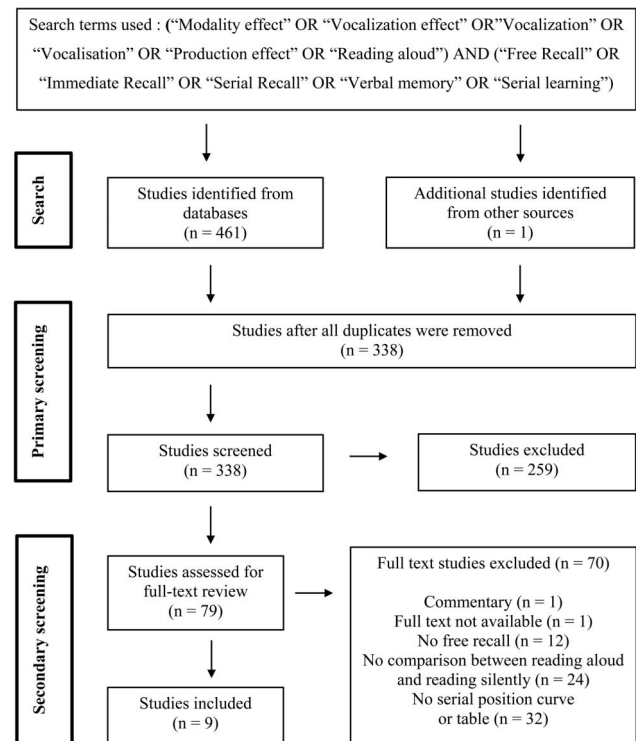 Search terms used : (“Modality effect” OR “Vocalization effect” OR”Vocalization” OR
“Vocalisation” OR “Production effect” OR “Reading aloud”) AND (“Free Recall” OR
“Immediate Recall” OR “Serial Recall” OR “Verbal memory” OR “Serial learning”)
Search
Studies identified from
databases
(n = 461)
Additional studies identified
from other sources
(n = 1)
Primary screening
Studies after all duplicates were removed
(n = 338)
Studies screened
(n = 338)
Studies excluded
(n = 259)
Secondary screening
Studies assessed for
full-text review
(n = 79)
Full text studies excluded (n = 70)
Commentary (n = 1)
Full text not available (n = 1)
No free recall (n = 12)
No comparison between reading aloud
and reading silently (n = 24)
No serial position curve
or table (n = 32)
Studies included
(n = 9)